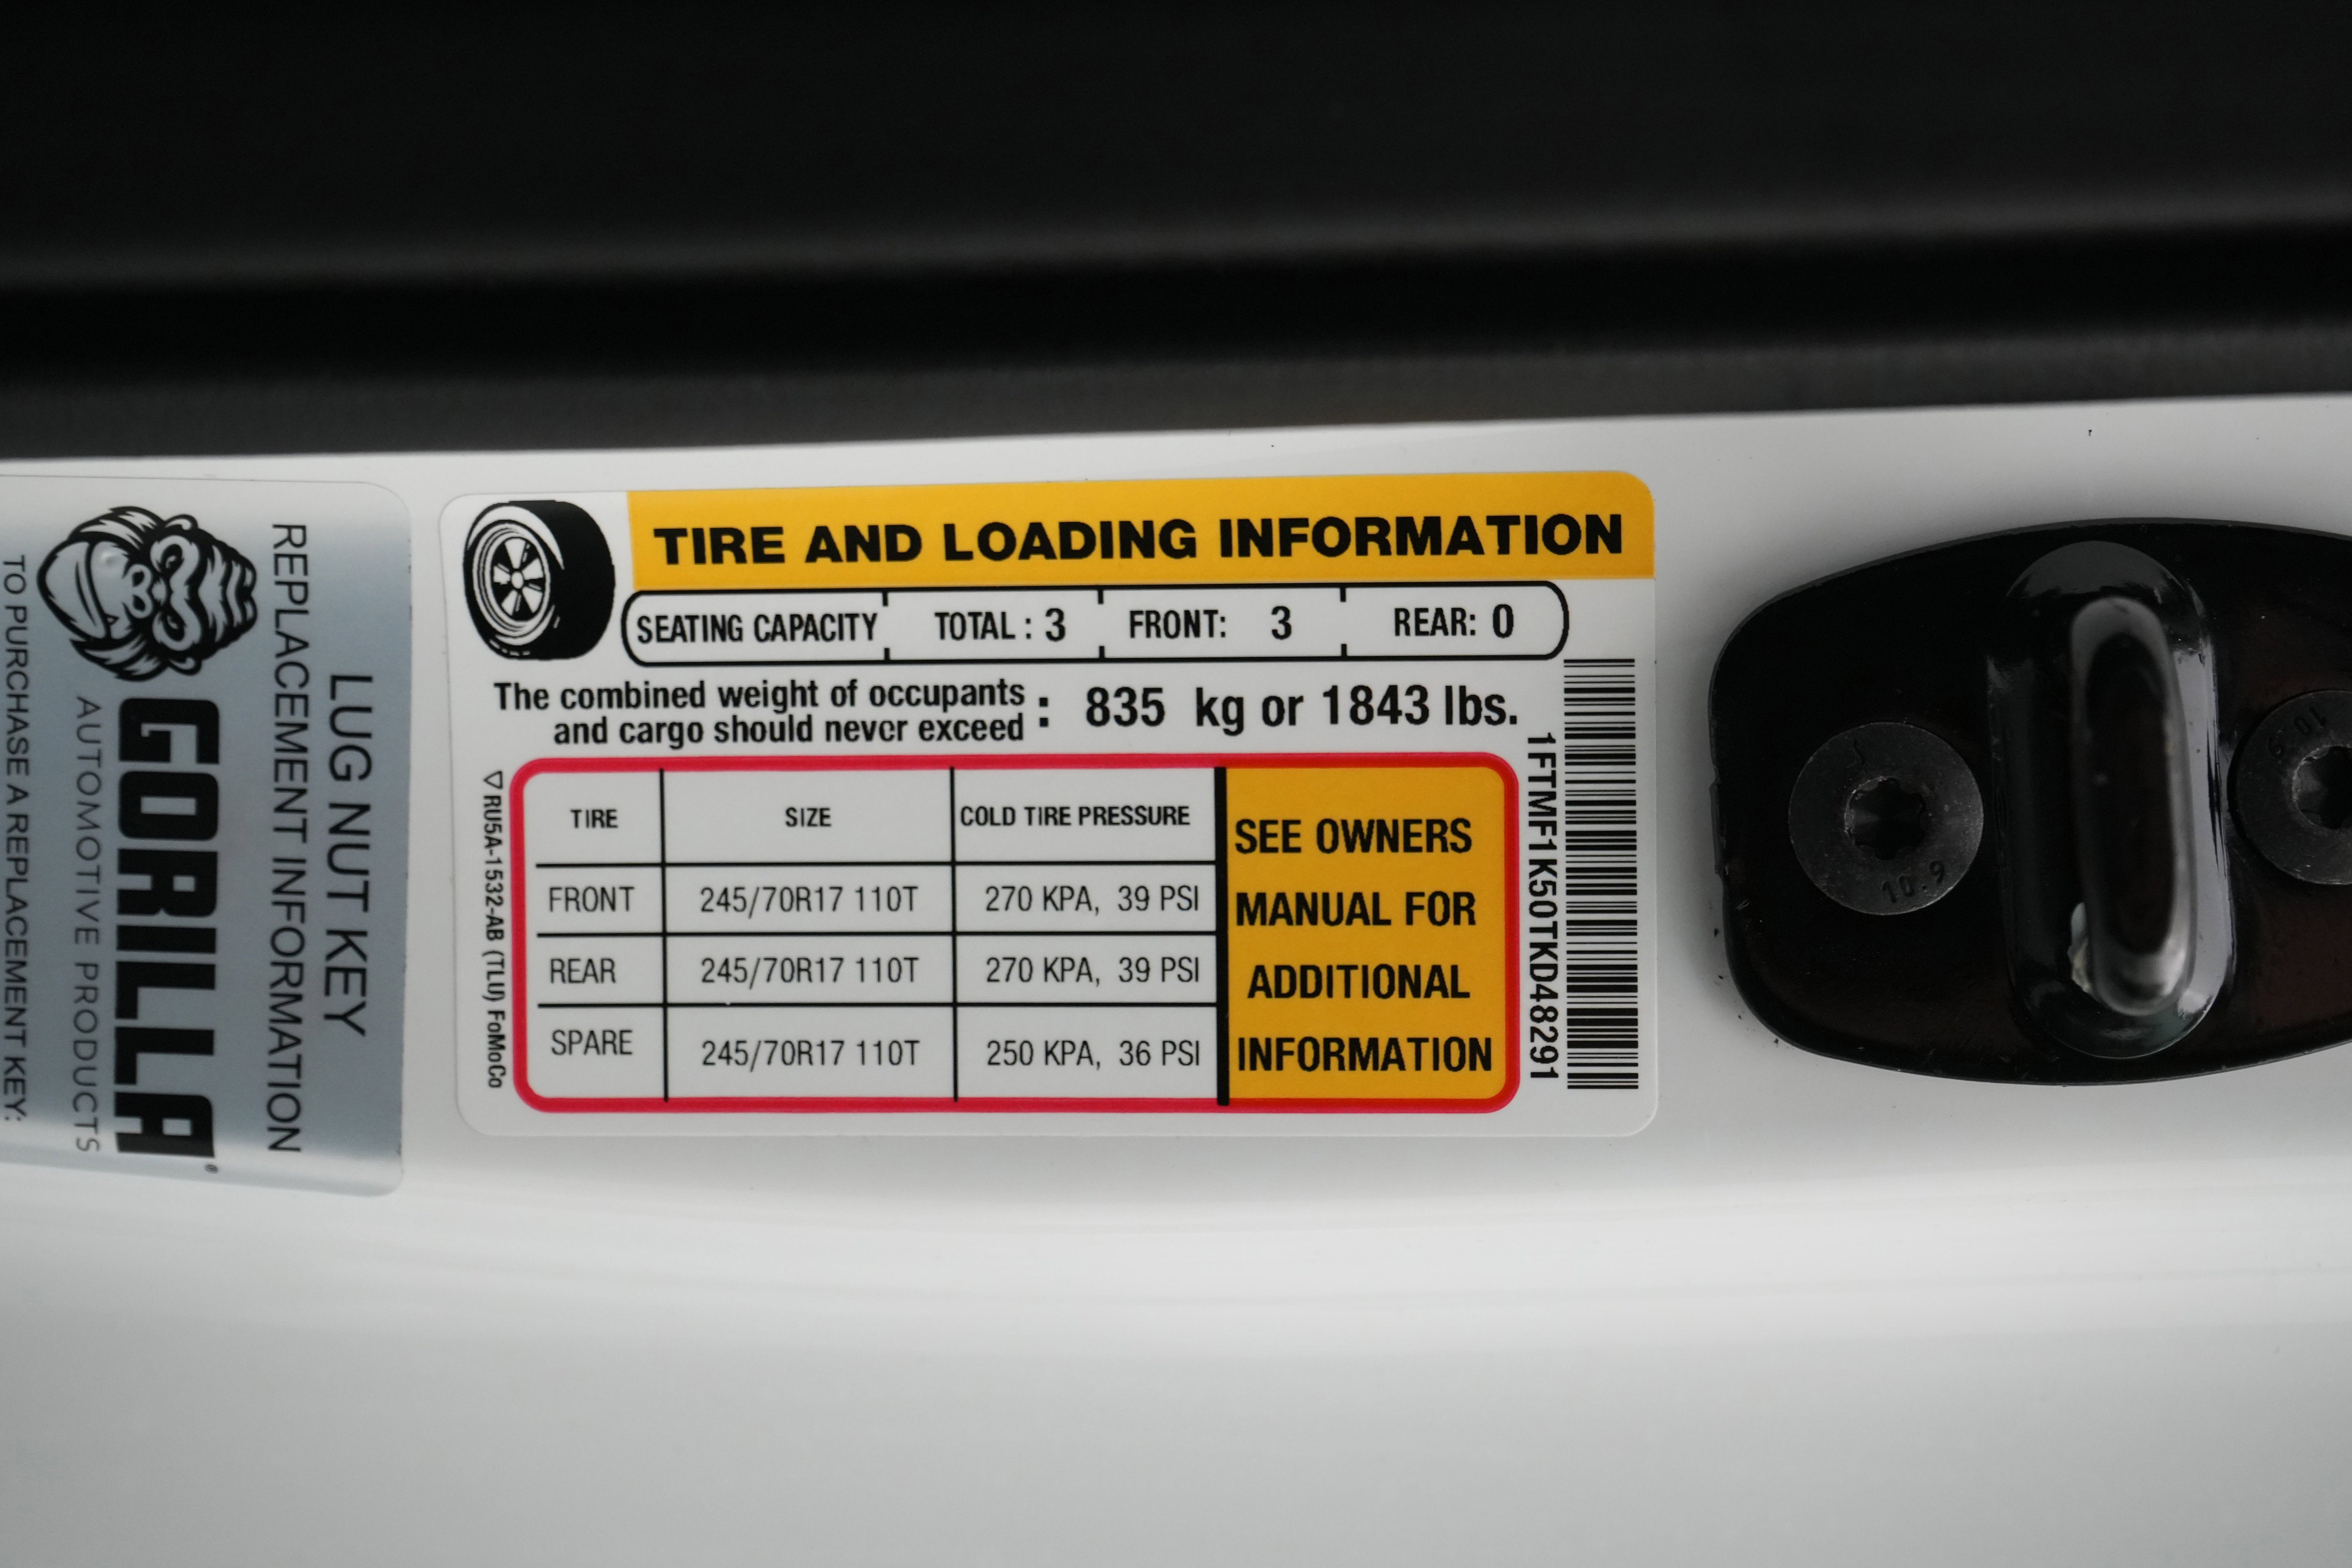 LUG NUT KEY
REPLACEMENT INFORMATION
GORILLA®
AUTOMOTIVE PRODUCTS
TO PURCHASE A REPLACEMENT KEY:
TIRE AND LOADING INFORMATION
SEATING CAPACITY TOTAL : 3 FRONT: 3 REAR: 0
The combined weight of occupants
and cargo should never exceed : 835 kg or 1843 lbs.
TIRE SIZE COLD TIRE PRESSURE
FRONT 245/70R17 110T 270 KPA, 39 PSI
REAR 245/70R17 110T 270 KPA, 39 PSI
SPARE 245/70R17 110T 250 KPA, 36 PSI
SEE OWNERS
MANUAL FOR
ADDITIONAL
INFORMATION
RU5A-1532-AB (TLU) FoMoCo
1FTMF1K50TKD48291
10.9
10.9